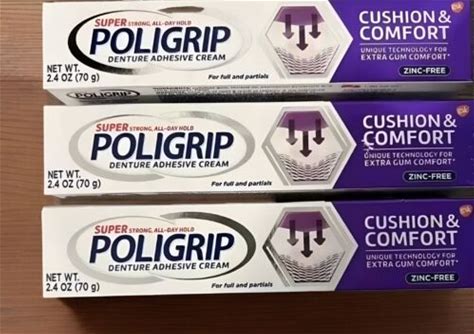 SUPER STRONG, ALL-DAY HOLD
POLIGRIP
DENTURE ADHESIVE CREAM
NET WT.
2.4 OZ (70 g)
For full and partials
CUSHION &
COMFORT
UNIQUE TECHNOLOGY FOR
EXTRA GUM COMFORT*
ZINC-FREE
SUPER STRONG, ALL-DAY HOLD
POLIGRIP
DENTURE ADHESIVE CREAM
NET WT.
2.4 OZ (70 g)
For full and partials
CUSHION &
COMFORT
UNIQUE TECHNOLOGY FOR
EXTRA GUM COMFORT*
ZINC-FREE
SUPER STRONG, ALL-DAY HOLD
POLIGRIP
DENTURE ADHESIVE CREAM
NET WT.
2.4 OZ (70 g)
For full and partials
CUSHION &
COMFORT
UNIQUE TECHNOLOGY FOR
EXTRA GUM COMFORT*
ZINC-FREE